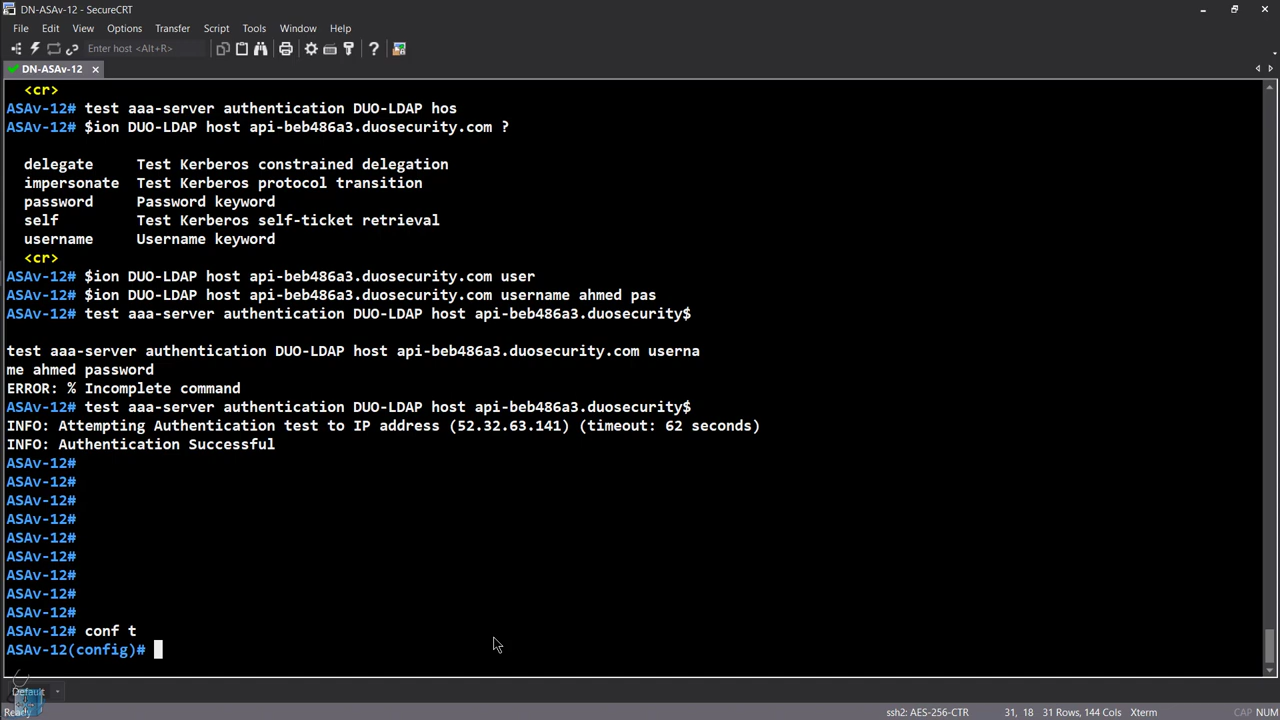 DN-ASAv-12 - SecureCRT
File Edit View Options Transfer Script Tools Window Help
Enter host <Alt+R>
DN-ASAv-12
<cr>
ASAv-12# test aaa-server authentication DUO-LDAP hos
ASAv-12# $ion DUO-LDAP host api-beb486a3.duosecurity.com ?
delegate Test Kerberos constrained delegation
impersonate Test Kerberos protocol transition
password Password keyword
self Test Kerberos self-ticket retrieval
username Username keyword
<cr>
ASAv-12# $ion DUO-LDAP host api-beb486a3.duosecurity.com user
ASAv-12# $ion DUO-LDAP host api-beb486a3.duosecurity.com username ahmed pas
ASAv-12# test aaa-server authentication DUO-LDAP host api-beb486a3.duosecurity$
test aaa-server authentication DUO-LDAP host api-beb486a3.duosecurity.com userna
me ahmed password
ERROR: % Incomplete command
ASAv-12# test aaa-server authentication DUO-LDAP host api-beb486a3.duosecurity$
INFO: Attempting Authentication test to IP address (52.32.63.141) (timeout: 62 seconds)
INFO: Authentication Successful
ASAv-12#
ASAv-12#
ASAv-12#
ASAv-12#
ASAv-12#
ASAv-12#
ASAv-12#
ASAv-12#
ASAv-12#
ASAv-12# conf t
ASAv-12(config)#
Default
Ready ssh2: AES-256-CTR 31, 18 31 Rows, 144 Cols Xterm CAP NUM